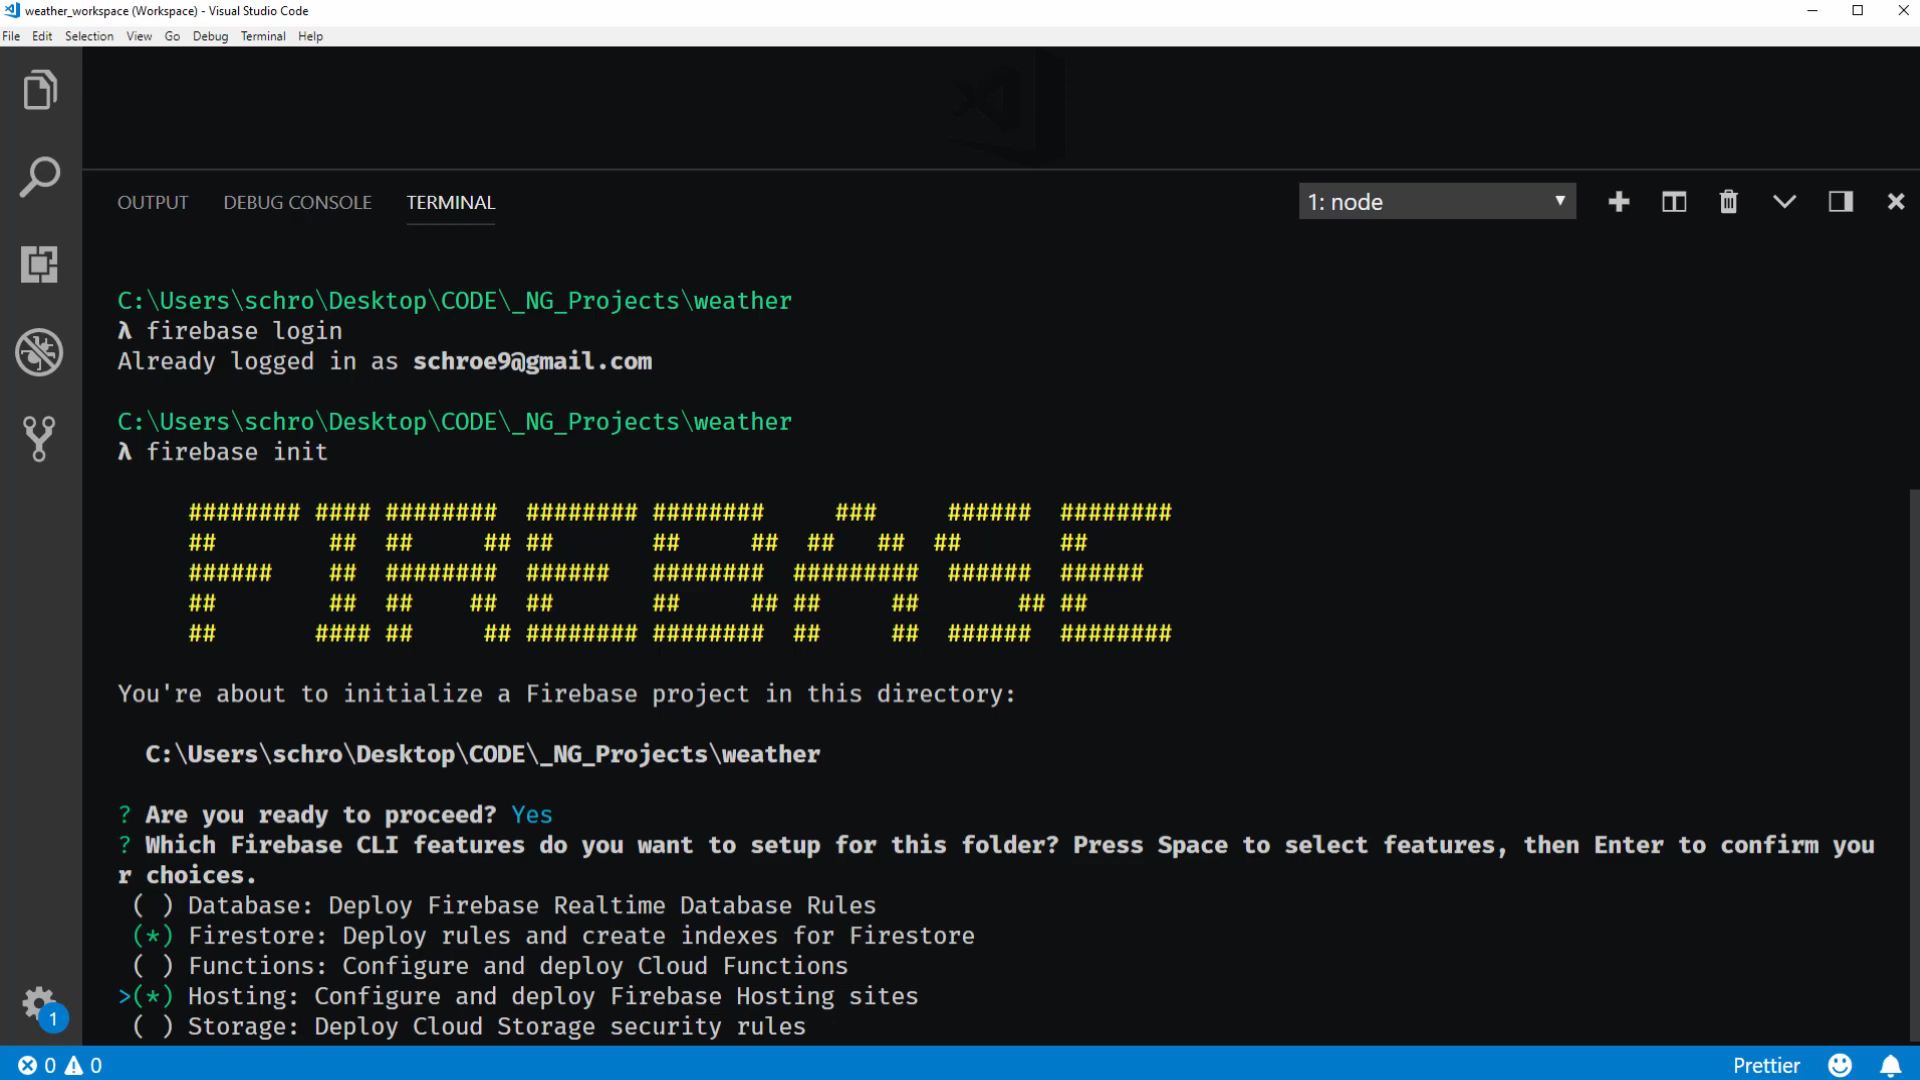 weather_workspace (Workspace) - Visual Studio Code
File Edit Selection View Go Debug Terminal Help
OUTPUT DEBUG CONSOLE TERMINAL 1: node
C:\Users\schro\Desktop\CODE\_NG_Projects\weather
λ firebase login
Already logged in as schroe9@gmail.com
C:\Users\schro\Desktop\CODE\_NG_Projects\weather
λ firebase init
     ######## #### ########  ######## ########     ###     ######  ########
     ##        ##  ##     ## ##       ##     ##  ##   ##  ##       ##
     ######    ##  ########  ######   ########  #########  ######  ######
     ##        ##  ##    ##  ##       ##     ## ##     ##       ## ##
     ##       #### ##     ## ######## ########  ##     ##  ######  ########
You're about to initialize a Firebase project in this directory:
C:\Users\schro\Desktop\CODE\_NG_Projects\weather
? Are you ready to proceed? Yes
? Which Firebase CLI features do you want to setup for this folder? Press Space to select features, then Enter to confirm you
r choices.
( ) Database: Deploy Firebase Realtime Database Rules
(*) Firestore: Deploy rules and create indexes for Firestore
( ) Functions: Configure and deploy Cloud Functions
>(*) Hosting: Configure and deploy Firebase Hosting sites
( ) Storage: Deploy Cloud Storage security rules
1
0 0 Prettier